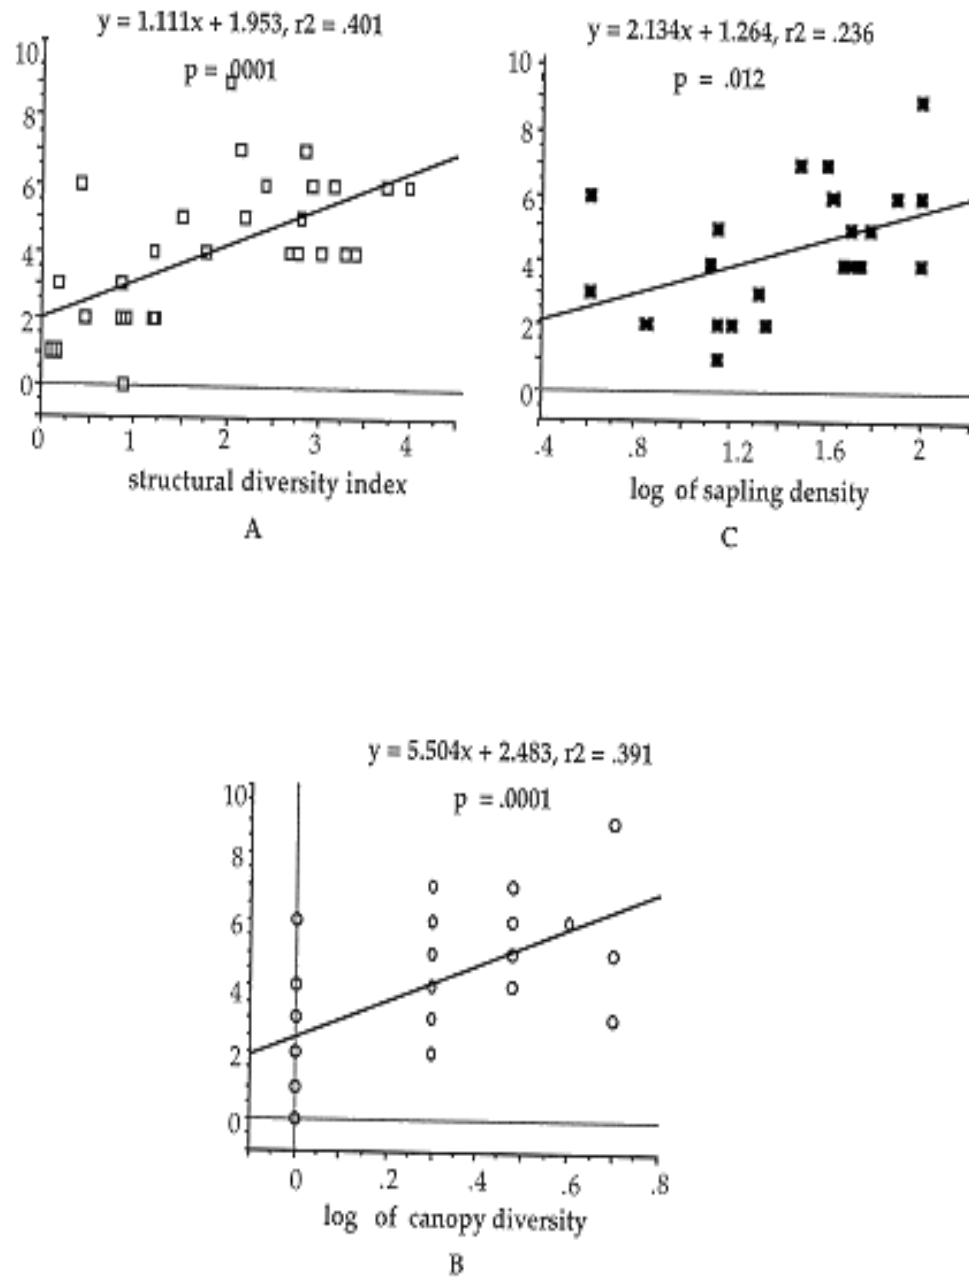 y = 1.111x + 1.953, r2 = .401
p = .0001
10
8
6
4
2
0
0 1 2 3 4
structural diversity index
A
y = 2.134x + 1.264, r2 = .236
p = .012
10
8
6
4
2
0
.4 .8 1.2 1.6 2
log of sapling density
C
y = 5.504x + 2.483, r2 = .391
p = .0001
10
8
6
4
2
0
0 .2 .4 .6 .8
log of canopy diversity
B